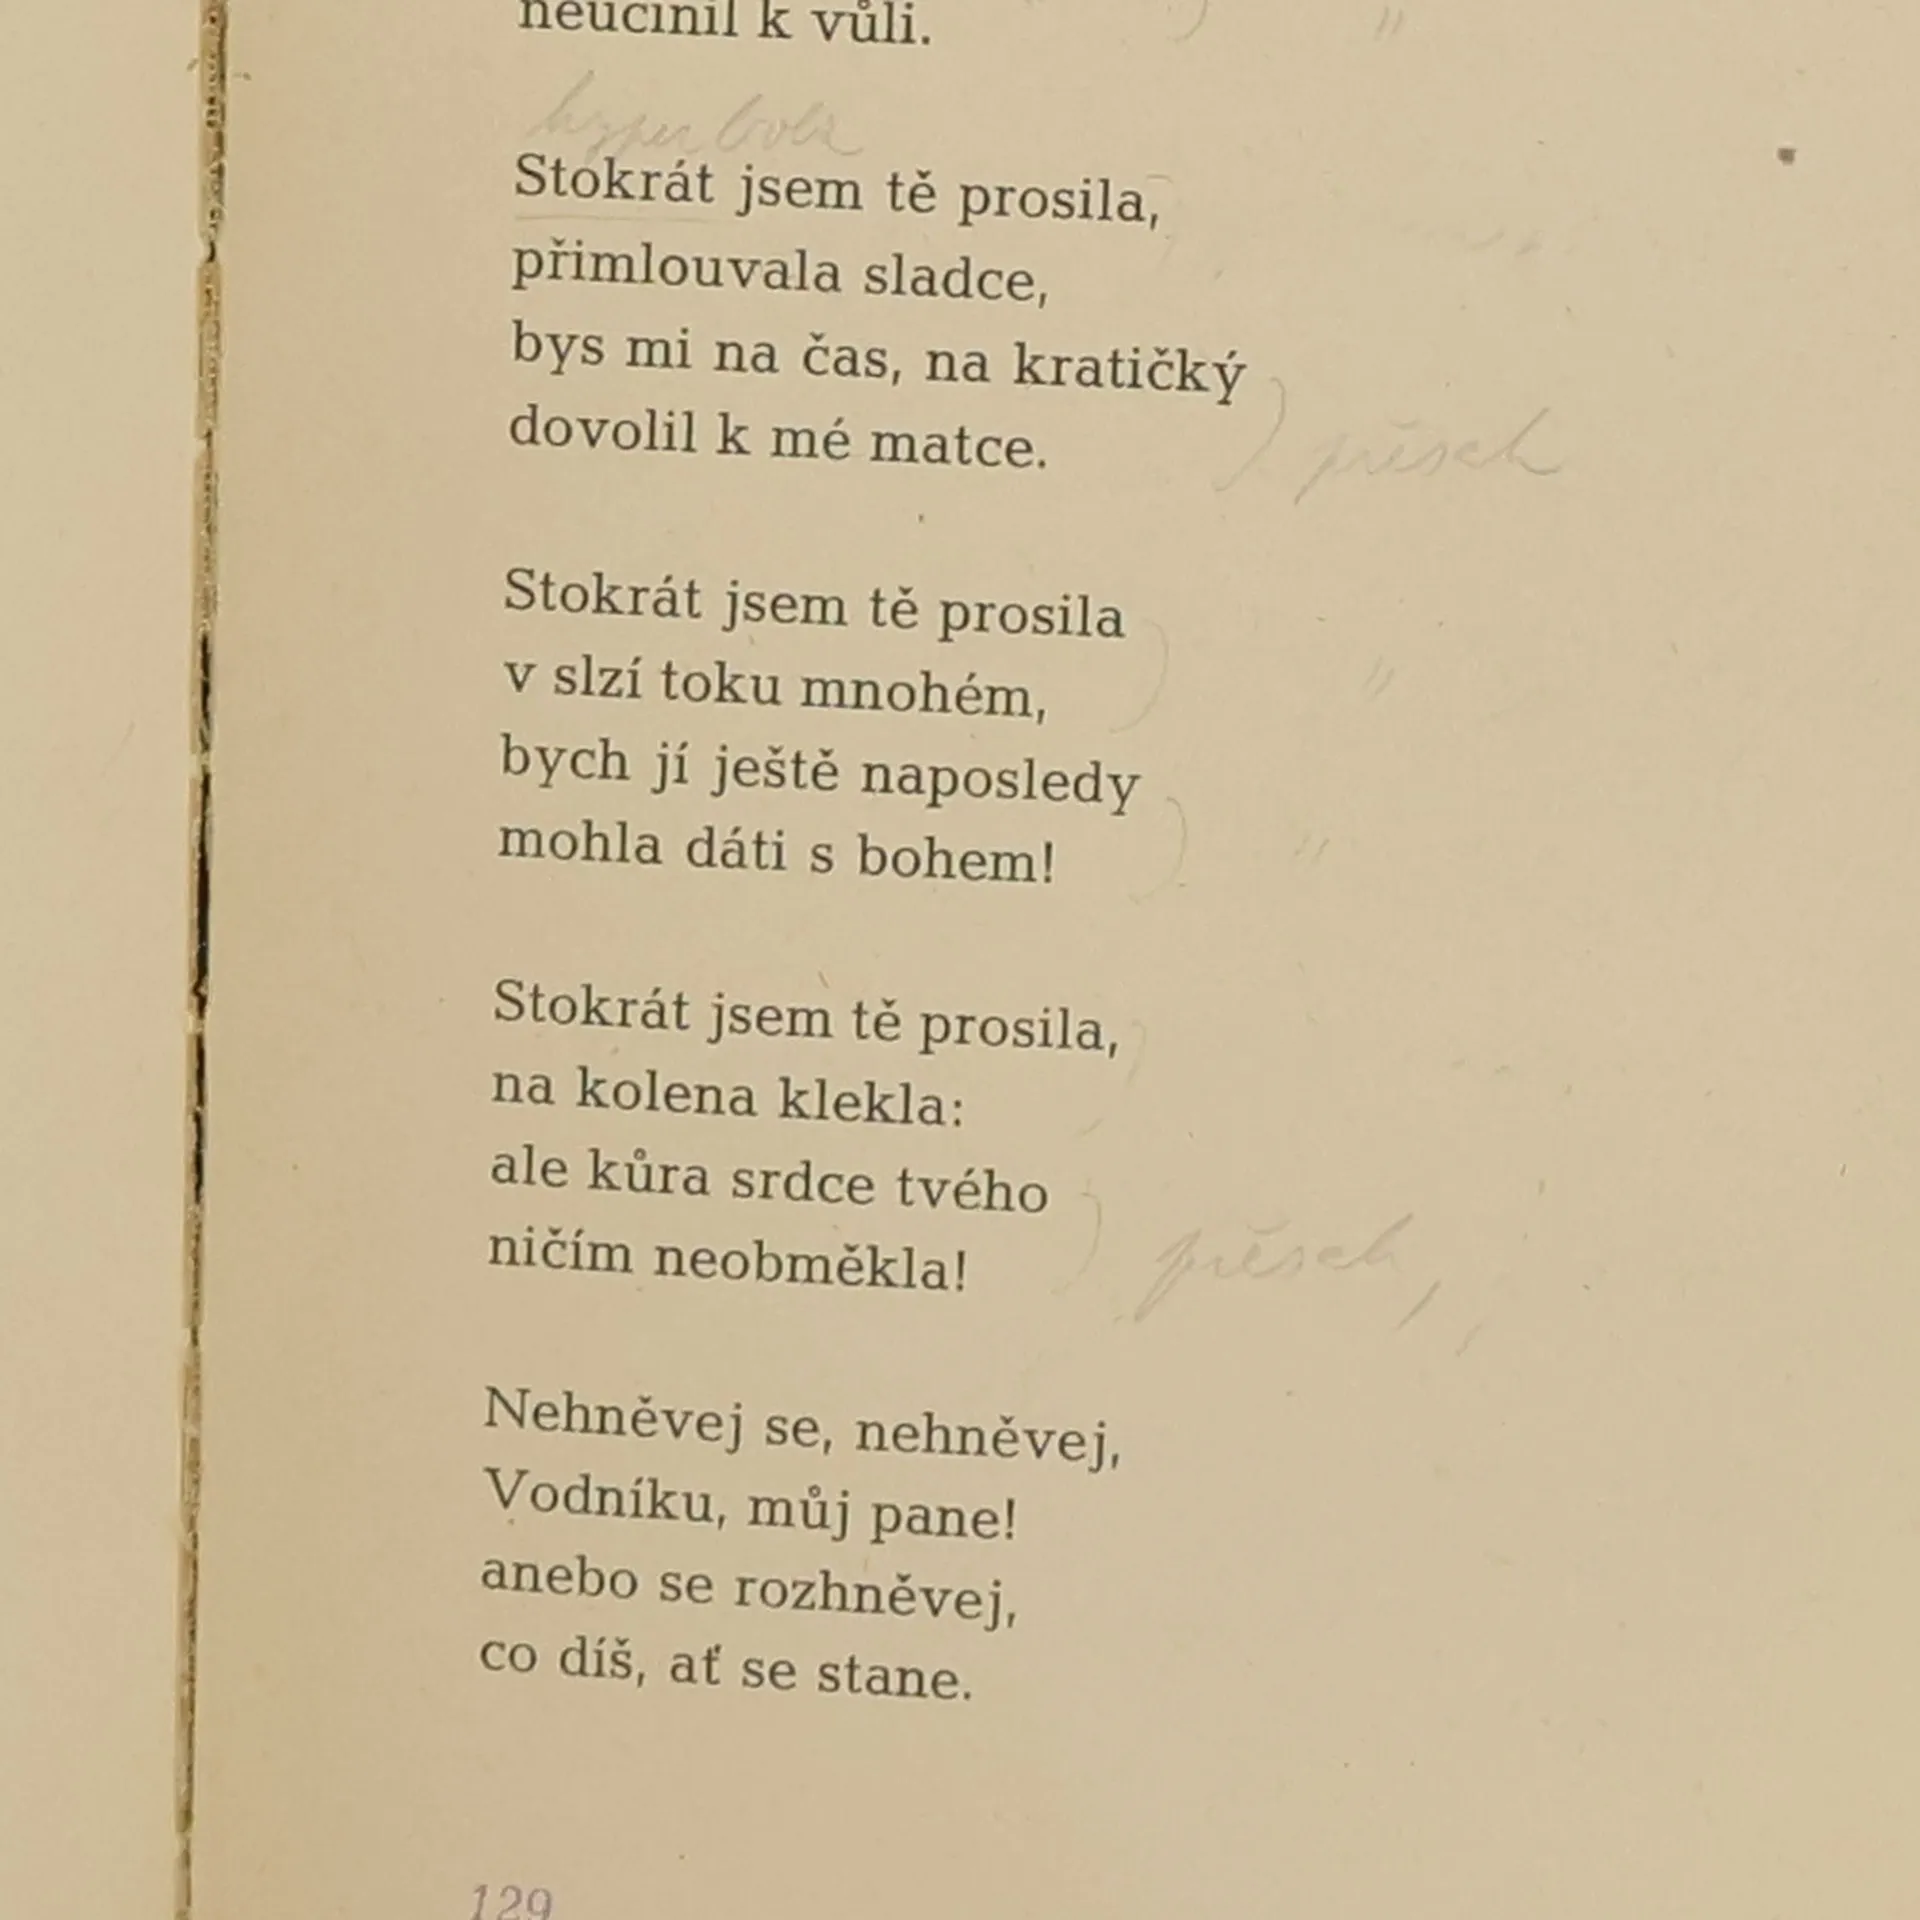 neučinil k vůli.
hyperbola
Stokrát jsem tě prosila,
přimlouvala sladce,
bys mi na čas, na kratičký
dovolil k mé matce.
přesah
Stokrát jsem tě prosila
v slzí toku mnohém,
bych jí ještě naposledy
mohla dáti s bohem!
Stokrát jsem tě prosila,
na kolena klekla:
ale kůra srdce tvého
ničím neobměkla!
přesah
Nehněvej se, nehněvej,
Vodníku, můj pane!
anebo se rozhněvej,
co díš, ať se stane.
129